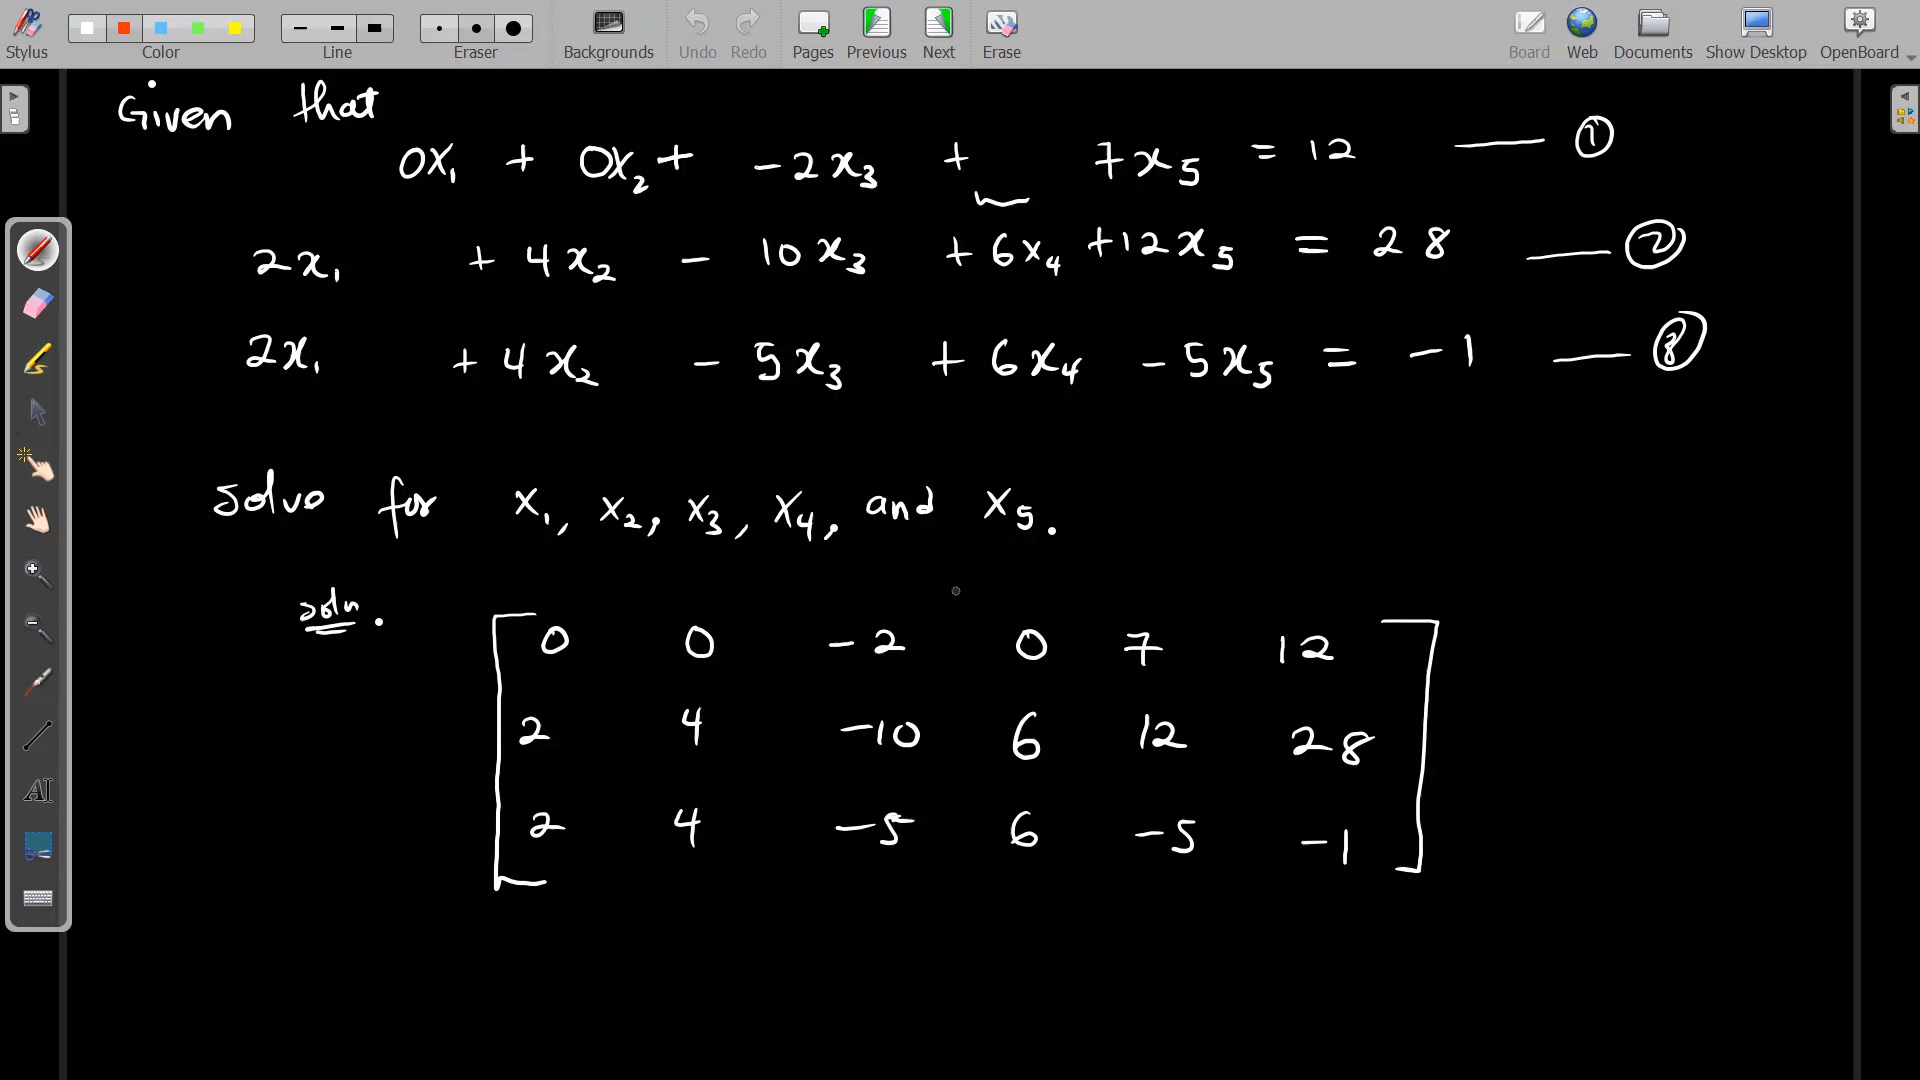 Stylus Color Line Eraser Backgrounds Undo Redo Pages Previous Next Erase Board Web Documents Show Desktop OpenBoard
Given that
0x₁ + 0x₂ + -2x₃ + 7x₅ = 12 —— ①
2x₁ + 4x₂ - 10x₃ + 6x₄ + 12x₅ = 28 —— ②
2x₁ + 4x₂ - 5x₃ + 6x₄ - 5x₅ = -1 —— ③
Solve for x₁, x₂, x₃, x₄, and x₅.
soln.
0 0 -2 0 7 12
2 4 -10 6 12 28
2 4 -5 6 -5 -1
AI